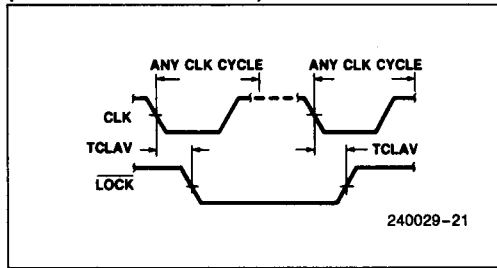 ANY CLK CYCLE ANY CLK CYCLE
CLK
TCLAV TCLAV
LOCK
240029-21